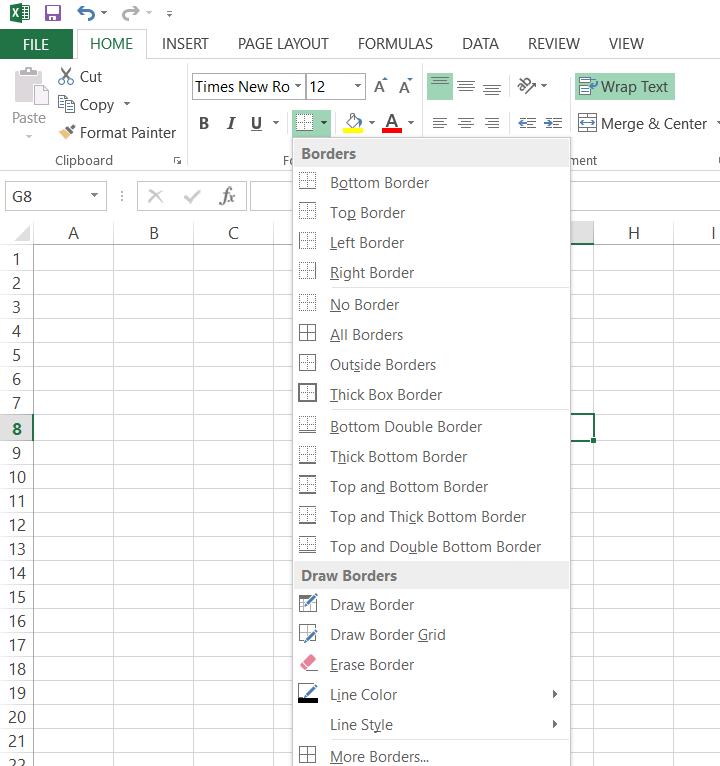 FILE HOME INSERT PAGE LAYOUT FORMULAS DATA REVIEW VIEW
Paste
Cut
Copy
Format Painter
Clipboard
Times New Ro 12
B I U A
Wrap Text
Merge & Center
Fo
ment
G8 fx
A B C H I
1
2
3
4
5
6
7
8
9
10
11
12
13
14
15
16
17
18
19
20
21
22
Borders
Bottom Border
Top Border
Left Border
Right Border
No Border
All Borders
Outside Borders
Thick Box Border
Bottom Double Border
Thick Bottom Border
Top and Bottom Border
Top and Thick Bottom Border
Top and Double Bottom Border
Draw Borders
Draw Border
Draw Border Grid
Erase Border
Line Color
Line Style
More Borders...